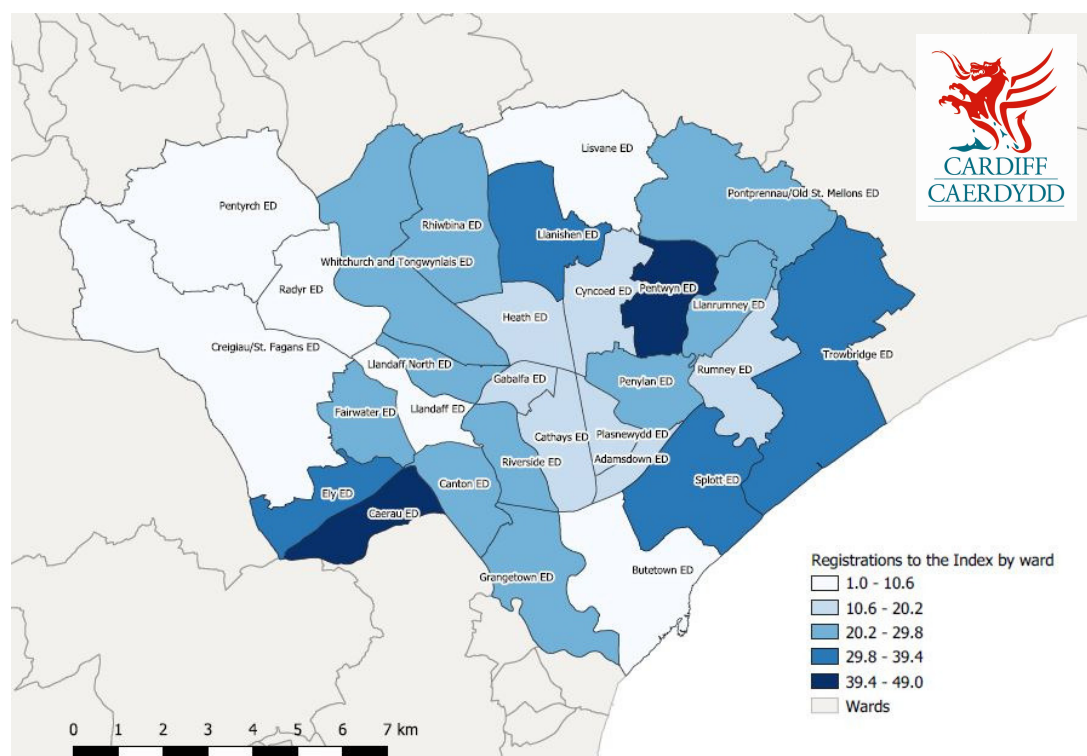 CARDIFF
CAERDYDD
Lisvane ED
Pontprennau/Old St. Mellons ED
Pentyrch ED
Rhiwbina ED
Llanishen ED
Whitchurch and Tongwynlais ED
Radyr ED
Cyncoed ED
Pentwyn ED
Llanrumney ED
Heath ED
Creigiau/St. Fagans ED
Trowbridge ED
Llandaff North ED
Gabalfa ED
Rumney ED
Penylan ED
Fairwater ED
Llandaff ED
Cathays ED
Plasnewydd ED
Riverside ED
Adamsdown ED
Ely ED
Canton ED
Splott ED
Caerau ED
Grangetown ED
Butetown ED
Registrations to the Index by ward
1.0 - 10.6
10.6 - 20.2
20.2 - 29.8
29.8 - 39.4
39.4 - 49.0
Wards
0 1 2 3 4 5 6 7 km